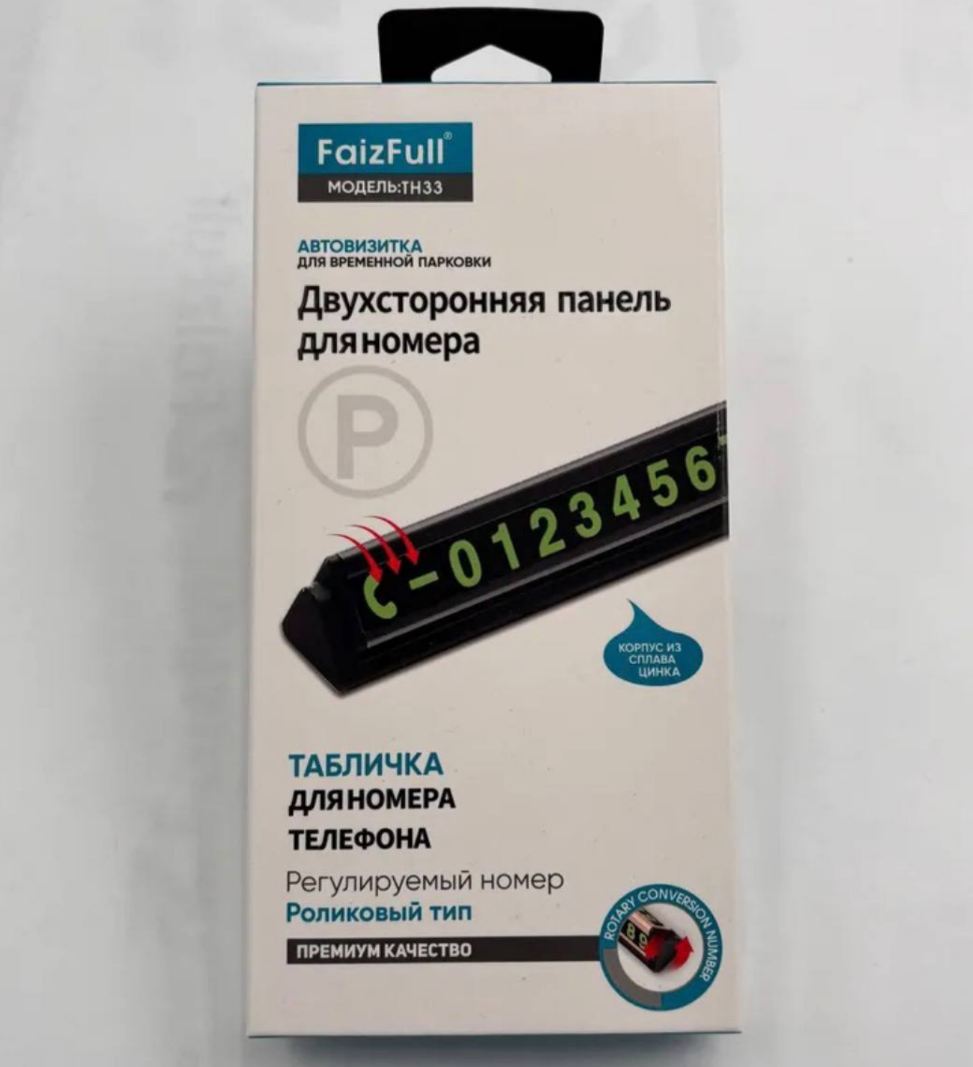 FaizFull®
МОДЕЛЬ:TH33
АВТОВИЗИТКА
ДЛЯ ВРЕМЕННОЙ ПАРКОВКИ
Двухсторонняя панель
для номера
P
C-0123456
КОРПУС ИЗ
СПЛАВА
ЦИНКА
ТАБЛИЧКА
ДЛЯ НОМЕРА
ТЕЛЕФОНА
Регулируемый номер
Роликовый тип
ПРЕМИУМ КАЧЕСТВО
ROTARY CONVERSION NUMBER